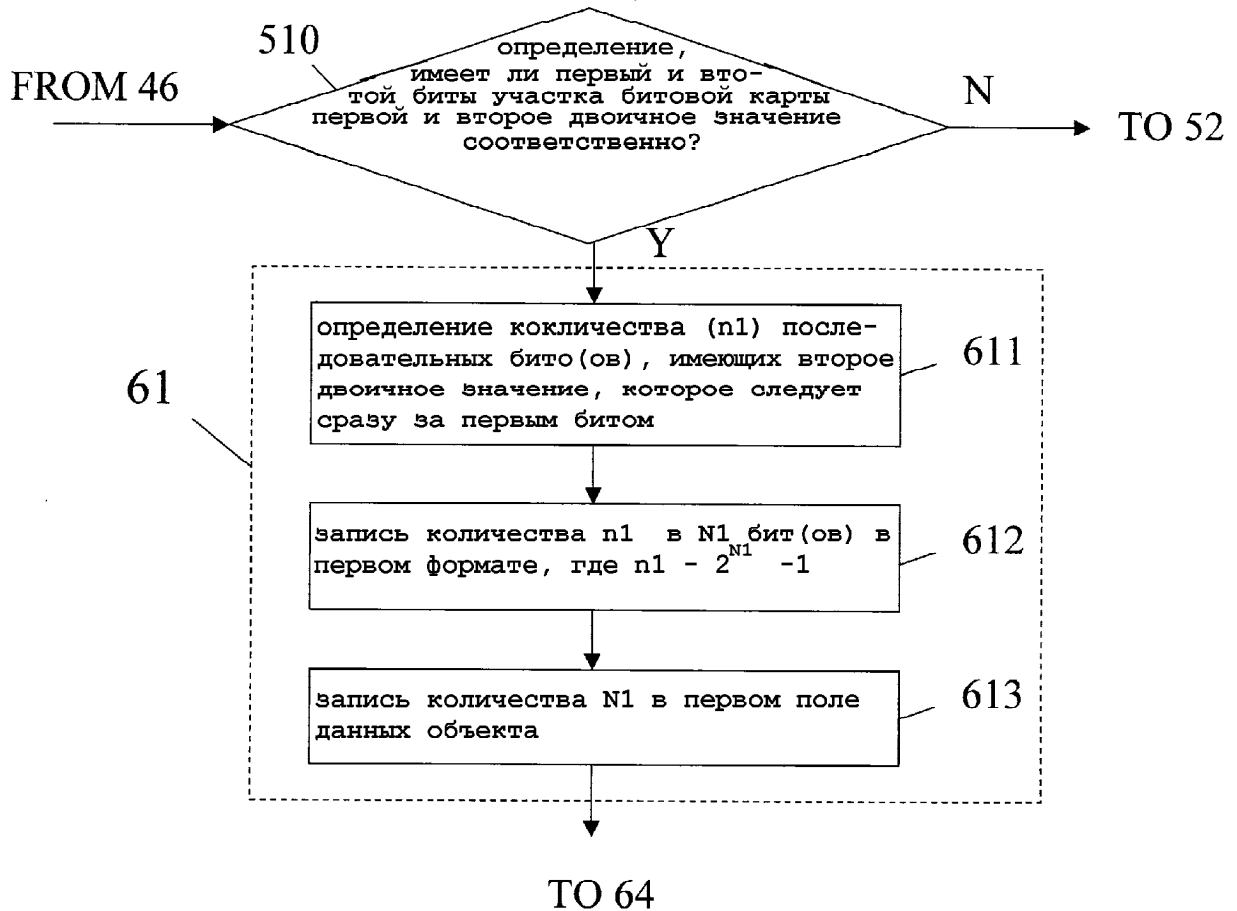 510
определение,
имеет ли первый и вто-
той биты участка битовой карты
первой и второе двоичное значение
соответственно?
FROM 46
N
TO 52
Y
61
определение кокличества (n1) после-
довательных бито(ов), имеющих второе
двоичное значение, которое следует
сразу за первым битом
611
запись количества n1 в N1 бит(ов) в
первом формате, где n1 - 2^N1 -1
612
запись количества N1 в первом поле
данных объекта
613
TO 64